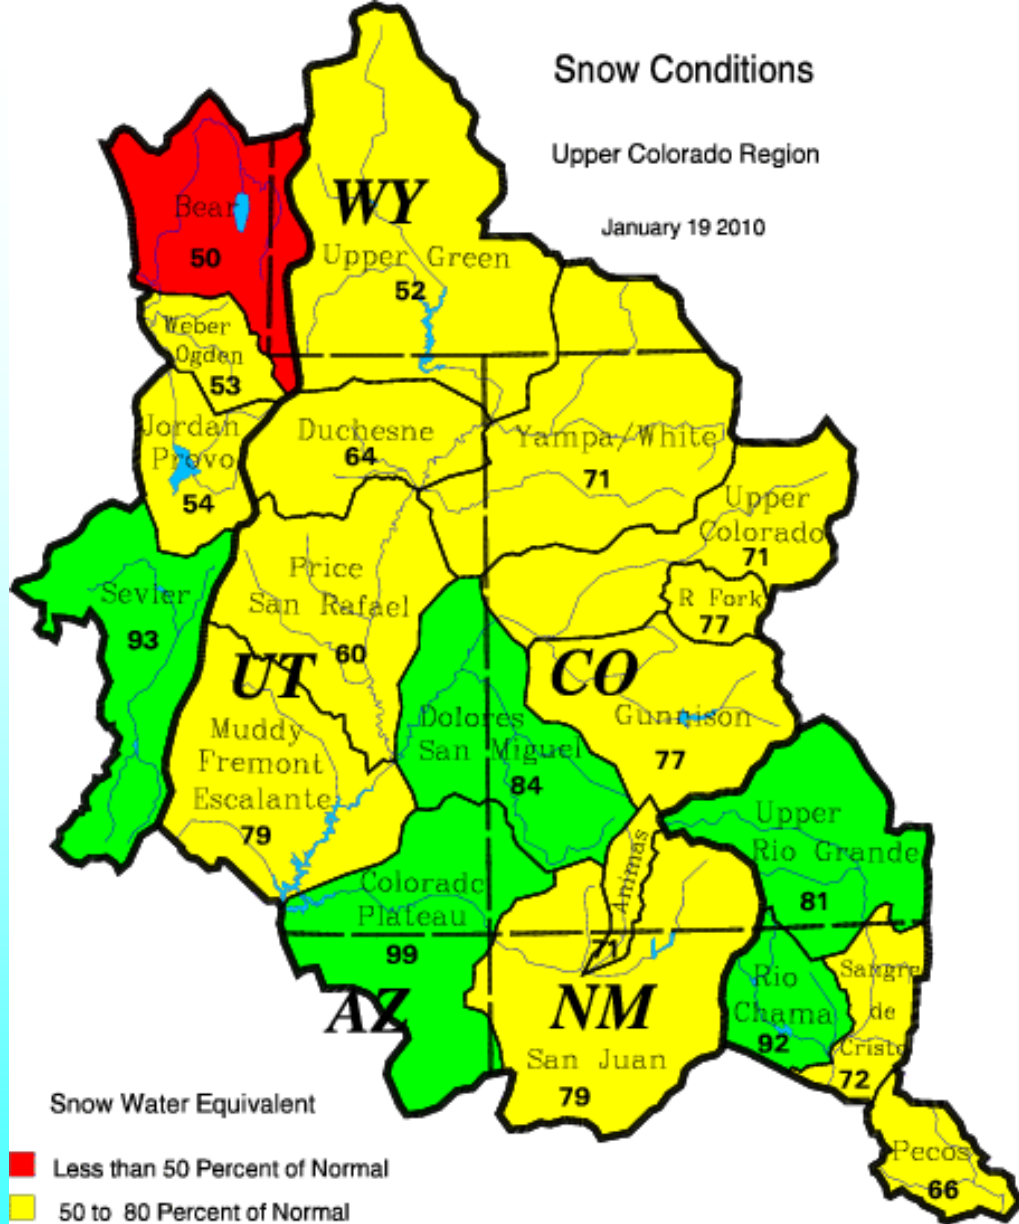 Snow Conditions
Upper Colorado Region
January 19 2010
WY
Bear
50
Upper Green
52
Weber
Ogden
53
Jordan
Provo
54
Duchesne
64
Yampa/White
71
Upper
Colorado
71
R Fork
77
Price
San Rafael
60
Sevier
93
UT
CO
Muddy
Fremont
Escalante
79
Dolores
San Miguel
84
Gunnison
77
Upper
Rio Grande
81
Animas
71
Colorado
Plateau
99
AZ
NM
San Juan
79
Rio
Chama
92
Sangre
de
Cristo
72
Pecos
66
Snow Water Equivalent
Less than 50 Percent of Normal
50 to 80 Percent of Normal